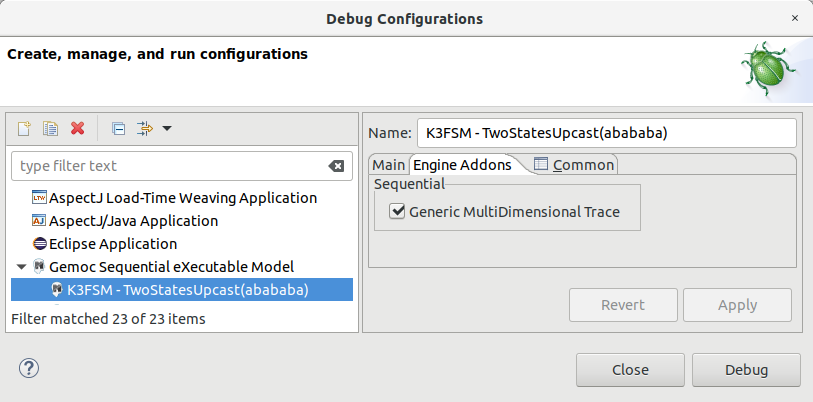 Debug Configurations
×
Create, manage, and run configurations
type filter text
LTW AspectJ Load-Time Weaving Application
AJ AspectJ/Java Application
Eclipse Application
Gemoc Sequential eXecutable Model
K3FSM - TwoStatesUpcast(abababa)
Filter matched 23 of 23 items
Name: K3FSM - TwoStatesUpcast(abababa)
Main Engine Addons Common
Sequential
Generic MultiDimensional Trace
Revert Apply
? Close Debug